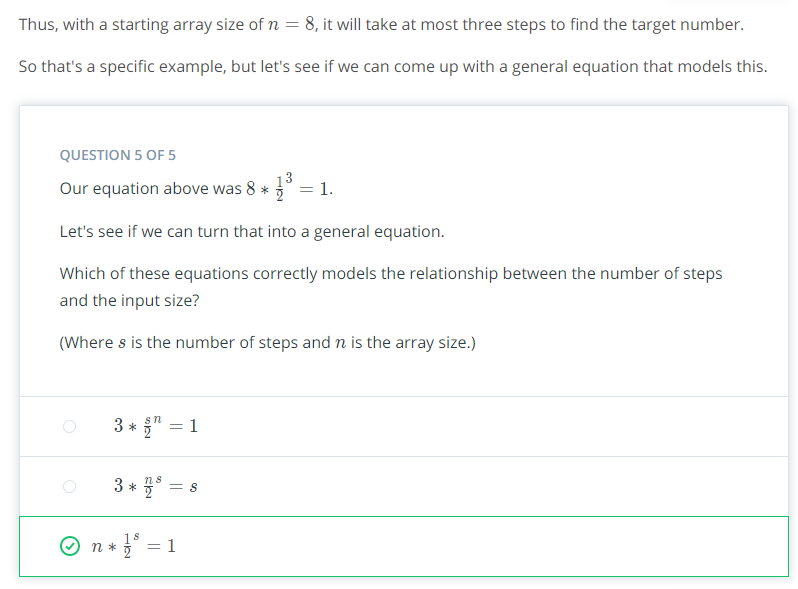 Thus, with a starting array size of n = 8, it will take at most three steps to find the target number.
So that's a specific example, but let's see if we can come up with a general equation that models this.
QUESTION 5 OF 5
Our equation above was 8 * \frac{1}{2}^3 = 1.
Let's see if we can turn that into a general equation.
Which of these equations correctly models the relationship between the number of steps
and the input size?
(Where s is the number of steps and n is the array size.)
3 * \frac{s}{2}^n = 1
3 * \frac{n}{2}^s = s
n * \frac{1}{2}^s = 1